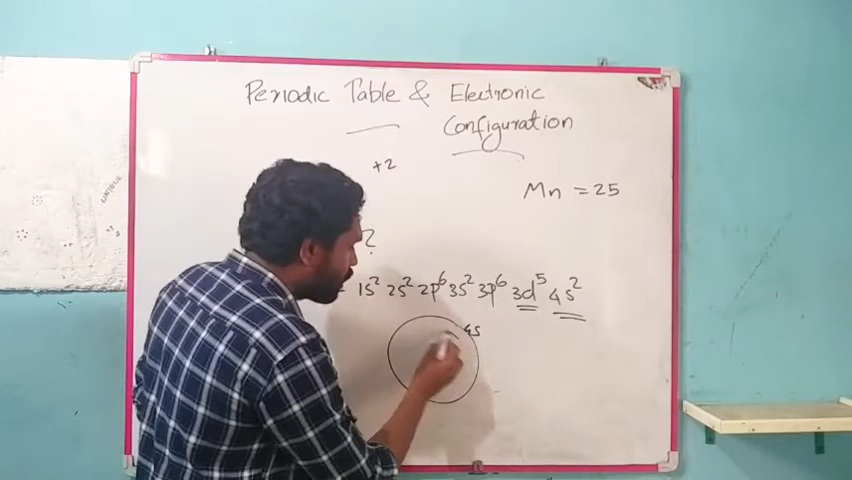 Periodic Table & Electronic
Configuration
+2
Mn = 25
?
1s² 2s² 2p⁶ 3s² 3p⁶ 3d⁵ 4s²
4s